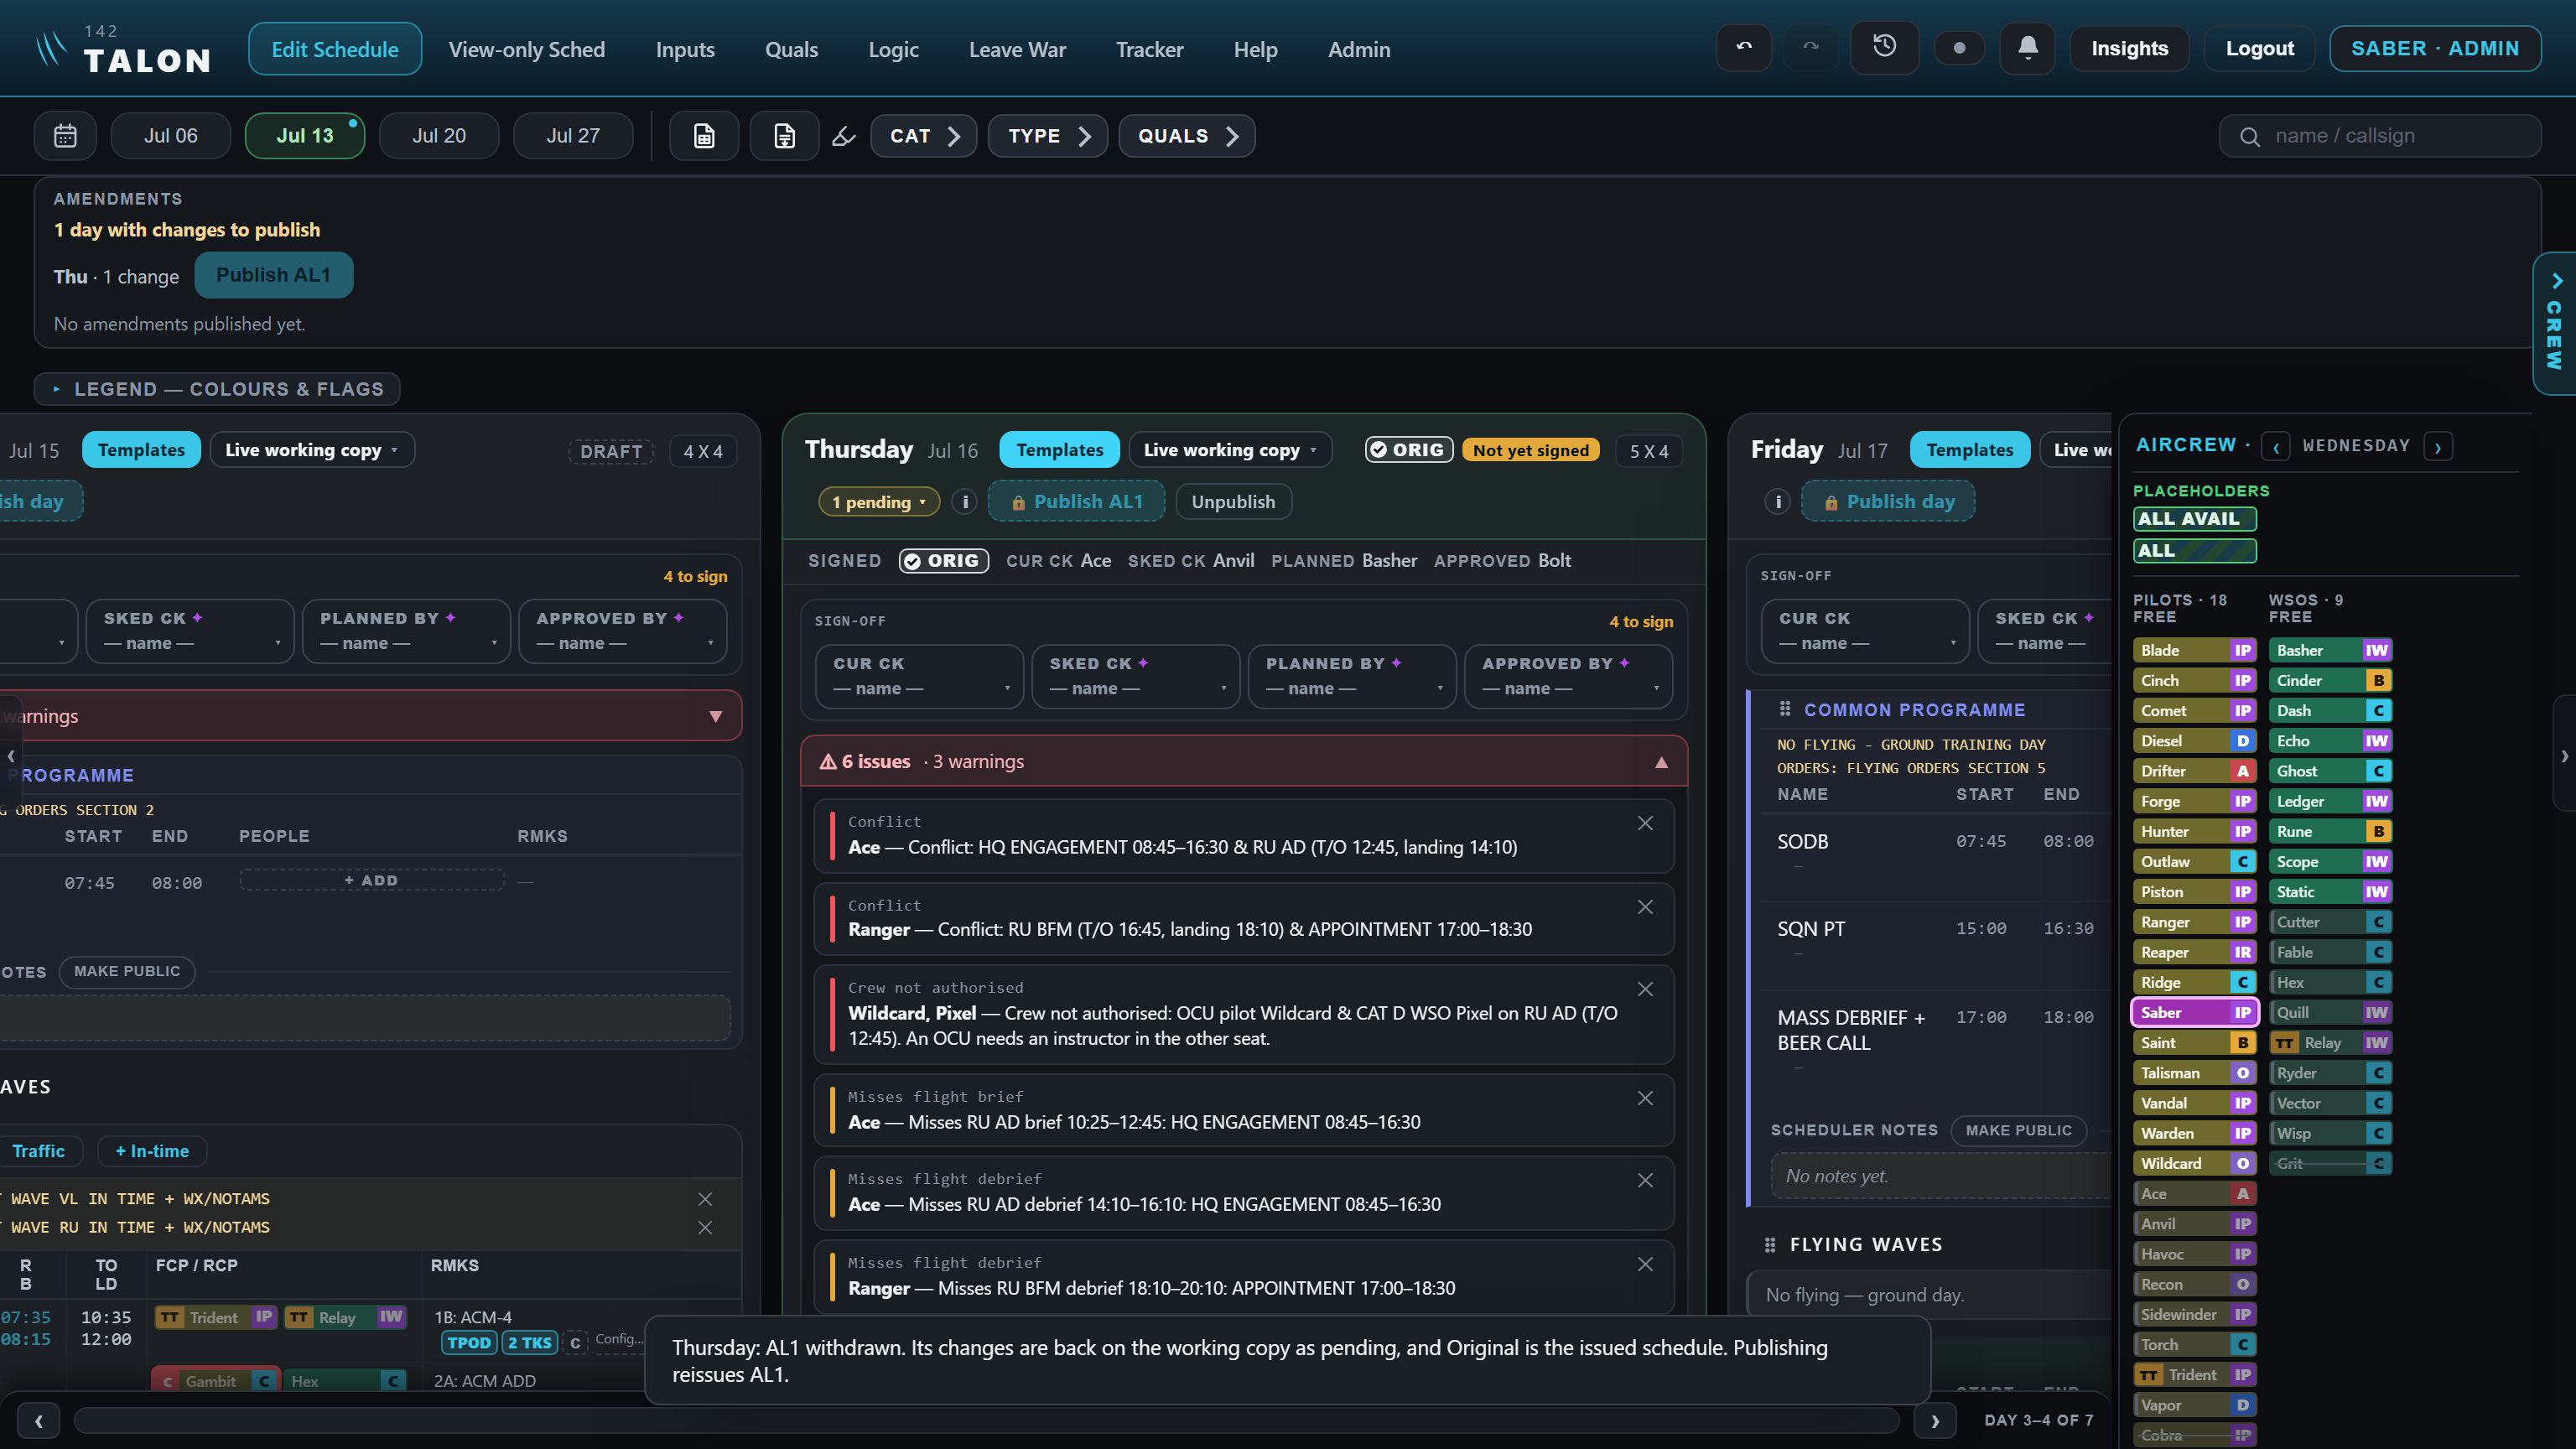 142
TALON
Edit Schedule
View-only Sched
Inputs
Quals
Logic
Leave War
Tracker
Help
Admin
Insights
Logout
SABER · ADMIN
Jul 06
Jul 13
Jul 20
Jul 27
CAT
TYPE
QUALS
name / callsign
AMENDMENTS
1 day with changes to publish
Thu · 1 change
Publish AL1
No amendments published yet.
CREW
LEGEND — COLOURS & FLAGS
Jul 15
Templates
Live working copy
DRAFT
4 X 4
ish day
4 to sign
SKED CK
— name —
PLANNED BY
— name —
APPROVED BY
— name —
warnings
PROGRAMME
ORDERS SECTION 2
START
END
PEOPLE
RMKS
07:45
08:00
+ ADD
—
OTES
MAKE PUBLIC
AVES
Traffic
+ In-time
WAVE VL IN TIME + WX/NOTAMS
WAVE RU IN TIME + WX/NOTAMS
R
B
TO
LD
FCP / RCP
RMKS
07:35
08:15
10:35
12:00
TT Trident IP
TT Relay IW
1B: ACM-4
TPOD
2 TKS
C
Config...
C Gambit C
Hex C
2A: ACM ADD
Thursday
Jul 16
Templates
Live working copy
ORIG
Not yet signed
5 X 4
1 pending
i
Publish AL1
Unpublish
SIGNED
ORIG
CUR CK Ace
SKED CK Anvil
PLANNED Basher
APPROVED Bolt
SIGN-OFF
4 to sign
CUR CK
— name —
SKED CK
— name —
PLANNED BY
— name —
APPROVED BY
— name —
6 issues · 3 warnings
Conflict
Ace — Conflict: HQ ENGAGEMENT 08:45–16:30 & RU AD (T/O 12:45, landing 14:10)
Conflict
Ranger — Conflict: RU BFM (T/O 16:45, landing 18:10) & APPOINTMENT 17:00–18:30
Crew not authorised
Wildcard, Pixel — Crew not authorised: OCU pilot Wildcard & CAT D WSO Pixel on RU AD (T/O
12:45). An OCU needs an instructor in the other seat.
Misses flight brief
Ace — Misses RU AD brief 10:25–12:45: HQ ENGAGEMENT 08:45–16:30
Misses flight debrief
Ace — Misses RU AD debrief 14:10–16:10: HQ ENGAGEMENT 08:45–16:30
Misses flight debrief
Ranger — Misses RU BFM debrief 18:10–20:10: APPOINTMENT 17:00–18:30
Friday
Jul 17
Templates
Live wo
i
Publish day
SIGN-OFF
CUR CK
— name —
SKED CK
— name —
COMMON PROGRAMME
NO FLYING - GROUND TRAINING DAY
ORDERS: FLYING ORDERS SECTION 5
NAME
START
END
SODB
07:45
08:00
—
SQN PT
15:00
16:30
—
MASS DEBRIEF +
BEER CALL
17:00
18:00
—
SCHEDULER NOTES
MAKE PUBLIC
No notes yet.
FLYING WAVES
No flying — ground day.
AIRCREW ·
WEDNESDAY
PLACEHOLDERS
ALL AVAIL
ALL
PILOTS · 18
FREE
WSOS · 9
FREE
Blade IP
Basher IW
Cinch IP
Cinder B
Comet IP
Dash C
Diesel D
Echo IW
Drifter A
Ghost C
Forge IP
Ledger IW
Hunter IP
Rune B
Outlaw C
Scope IW
Piston IP
Static IW
Ranger IP
Cutter C
Reaper IR
Fable C
Ridge C
Hex C
Saber IP
Quill IW
Saint B
TT Relay IW
Talisman O
Ryder C
Vandal IP
Vector C
Warden IP
Wisp C
Wildcard O
Grit C
Ace A
Anvil IP
Havoc IP
Recon O
Sidewinder IP
Torch C
TT Trident IP
Vapor D
Cobra IP
Thursday: AL1 withdrawn. Its changes are back on the working copy as pending, and Original is the issued schedule. Publishing
reissues AL1.
DAY 3–4 OF 7